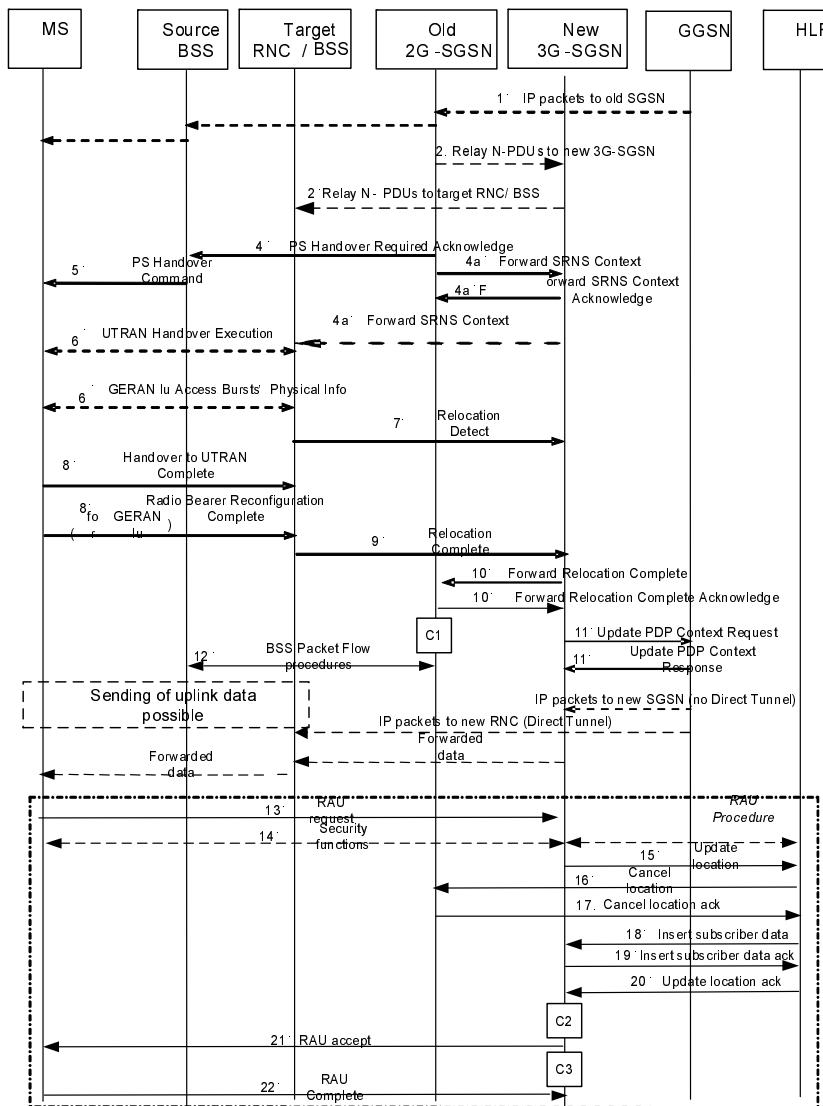 MS
Source
BSS
Target
RNC / BSS
Old
2G -SGSN
New
3G -SGSN
GGSN
HLR
1. IP packets to old SGSN
2. Relay N-PDUs to new 3G-SGSN
2. Relay N- PDUs to target RNC/ BSS
4. PS Handover Required Acknowledge
5. PS Handover
Command
4a. Forward SRNS Context
4a. F orward SRNS Context
Acknowledge
4a. Forward SRNS Context
6. UTRAN Handover Execution
6. GERAN Iu Access Bursts' Physical Info
7. Relocation
Detect
8. Handover to UTRAN
Complete
8. Radio Bearer Reconfiguration
Complete
(for GERAN Iu)
9. Relocation
Complete
10. Forward Relocation Complete
10. Forward Relocation Complete Acknowledge
C1
11. Update PDP Context Request
11. Update PDP Context
Response
12. BSS Packet Flow
procedures
Sending of uplink data
possible
IP packets to new SGSN (no Direct Tunnel)
IP packets to new RNC (Direct Tunnel)
Forwarded
data
Forwarded
data
RAU
Procedure
13. RAU
request
14. Security
functions
15. Update
location
16. Cancel
location
17. Cancel location ack
18. Insert subscriber data
19. Insert subscriber data ack
20. Update location ack
C2
21. RAU accept
C3
22. RAU
Complete